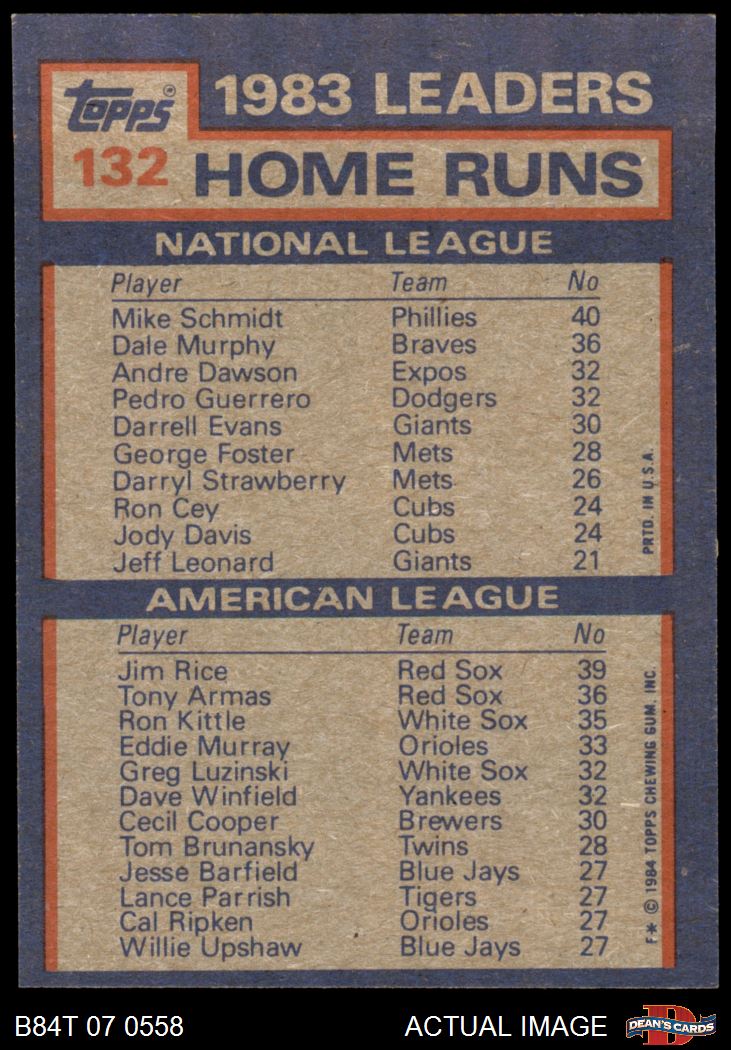 Topps®
1983 LEADERS
132 HOME RUNS
NATIONAL LEAGUE
Player Team No
Mike Schmidt Phillies 40
Dale Murphy Braves 36
Andre Dawson Expos 32
Pedro Guerrero Dodgers 32
Darrell Evans Giants 30
George Foster Mets 28
Darryl Strawberry Mets 26
Ron Cey Cubs 24
Jody Davis Cubs 24
Jeff Leonard Giants 21
PRTD. IN U.S.A.
AMERICAN LEAGUE
Player Team No
Jim Rice Red Sox 39
Tony Armas Red Sox 36
Ron Kittle White Sox 35
Eddie Murray Orioles 33
Greg Luzinski White Sox 32
Dave Winfield Yankees 32
Cecil Cooper Brewers 30
Tom Brunansky Twins 28
Jesse Barfield Blue Jays 27
Lance Parrish Tigers 27
Cal Ripken Orioles 27
Willie Upshaw Blue Jays 27
F* © 1984 TOPPS CHEWING GUM, INC.
B84T 07 0558 ACTUAL IMAGE
D
DEAN'S CARDS